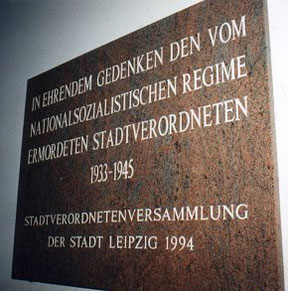 IN EHRENDEM GEDENKEN DEN VOM
NATIONALSOZIALISTISCHEN REGIME
ERMORDETEN STADTVERORDNETEN
1933-1945
STADTVERORDNETENVERSAMMLUNG
DER STADT LEIPZIG 1994